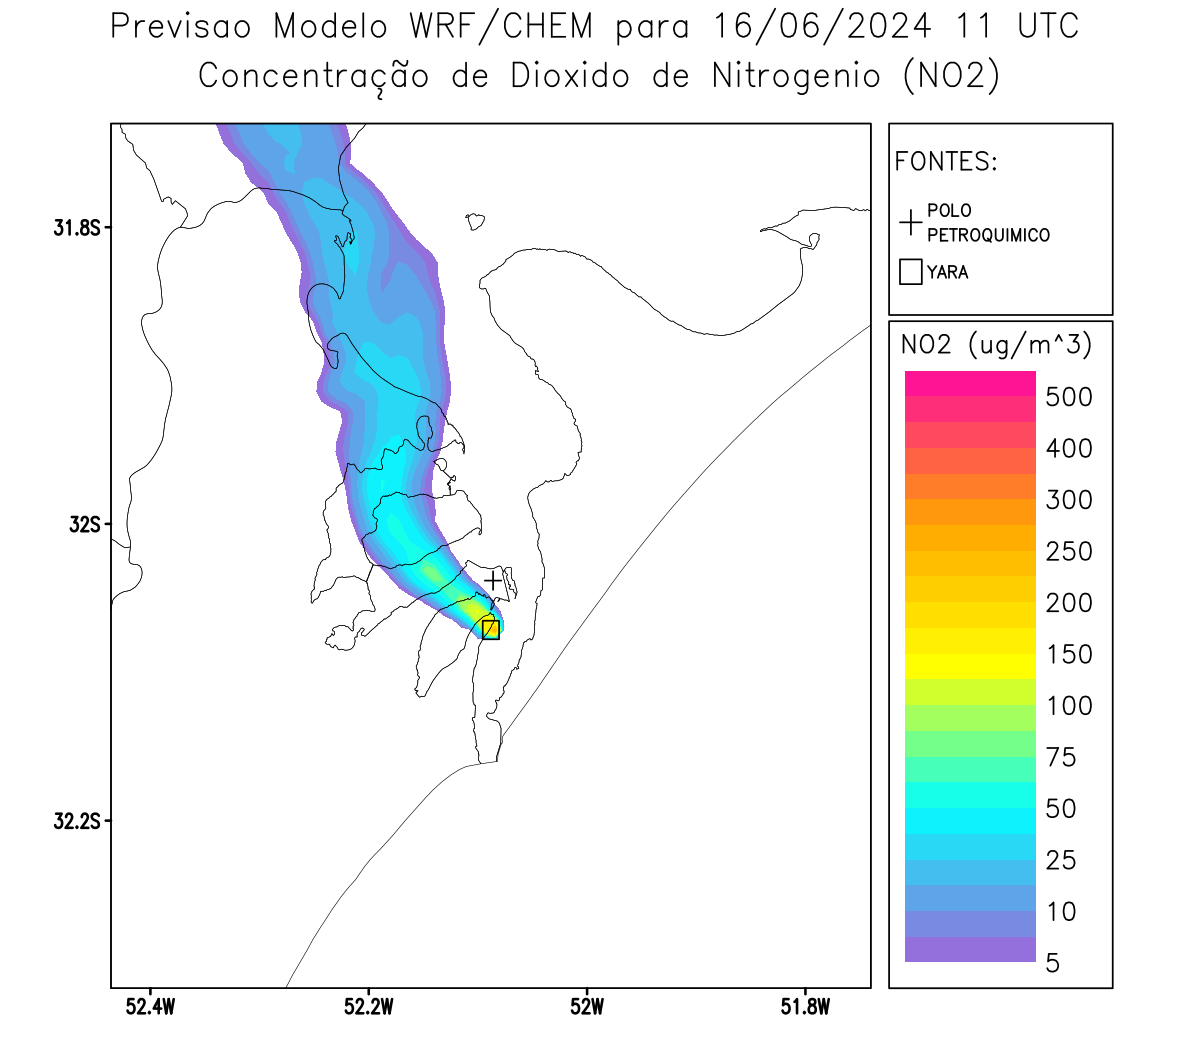 Previsao Modelo WRF/CHEM para 16/06/2024 11 UTC
Concentração de Dioxido de Nitrogenio (NO2)
FONTES:
POLO
PETROQUIMICO
YARA
NO2 (ug/m^3)
500
400
300
250
200
150
100
75
50
25
10
5
31.8S
32S
32.2S
52.4W
52.2W
52W
51.8W